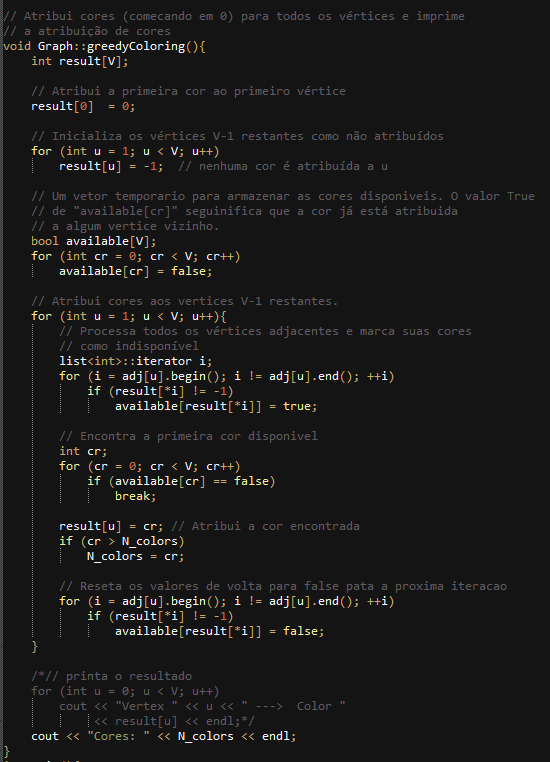 // Atribui cores (comecando em 0) para todos os vértices e imprime
// a atribuição de cores
void Graph::greedyColoring(){
    int result[V];

    // Atribui a primeira cor ao primeiro vértice
    result[0]  = 0;

    // Inicializa os vértices V-1 restantes como não atribuídos
    for (int u = 1; u < V; u++)
        result[u] = -1;  // nenhuma cor é atribuída a u

    // Um vetor temporario para armazenar as cores disponiveis. O valor True
    // de "available[cr]" seguinifica que a cor já está atribuida
    // a algum vertice vizinho.
    bool available[V];
    for (int cr = 0; cr < V; cr++)
        available[cr] = false;

    // Atribui cores aos vertices V-1 restantes.
    for (int u = 1; u < V; u++){
        // Processa todos os vértices adjacentes e marca suas cores
        // como indisponível
        list<int>::iterator i;
        for (i = adj[u].begin(); i != adj[u].end(); ++i)
            if (result[*i] != -1)
                available[result[*i]] = true;

        // Encontra a primeira cor disponivel
        int cr;
        for (cr = 0; cr < V; cr++)
            if (available[cr] == false)
                break;

        result[u] = cr; // Atribui a cor encontrada
        if (cr > N_colors)
            N_colors = cr;

        // Reseta os valores de volta para false pata a proxima iteracao
        for (i = adj[u].begin(); i != adj[u].end(); ++i)
            if (result[*i] != -1)
                available[result[*i]] = false;
    }

    /*// printa o resultado
    for (int u = 0; u < V; u++)
        cout << "Vertex " << u << " --->  Color "
             << result[u] << endl;*/
    cout << "Cores: " << N_colors << endl;
}